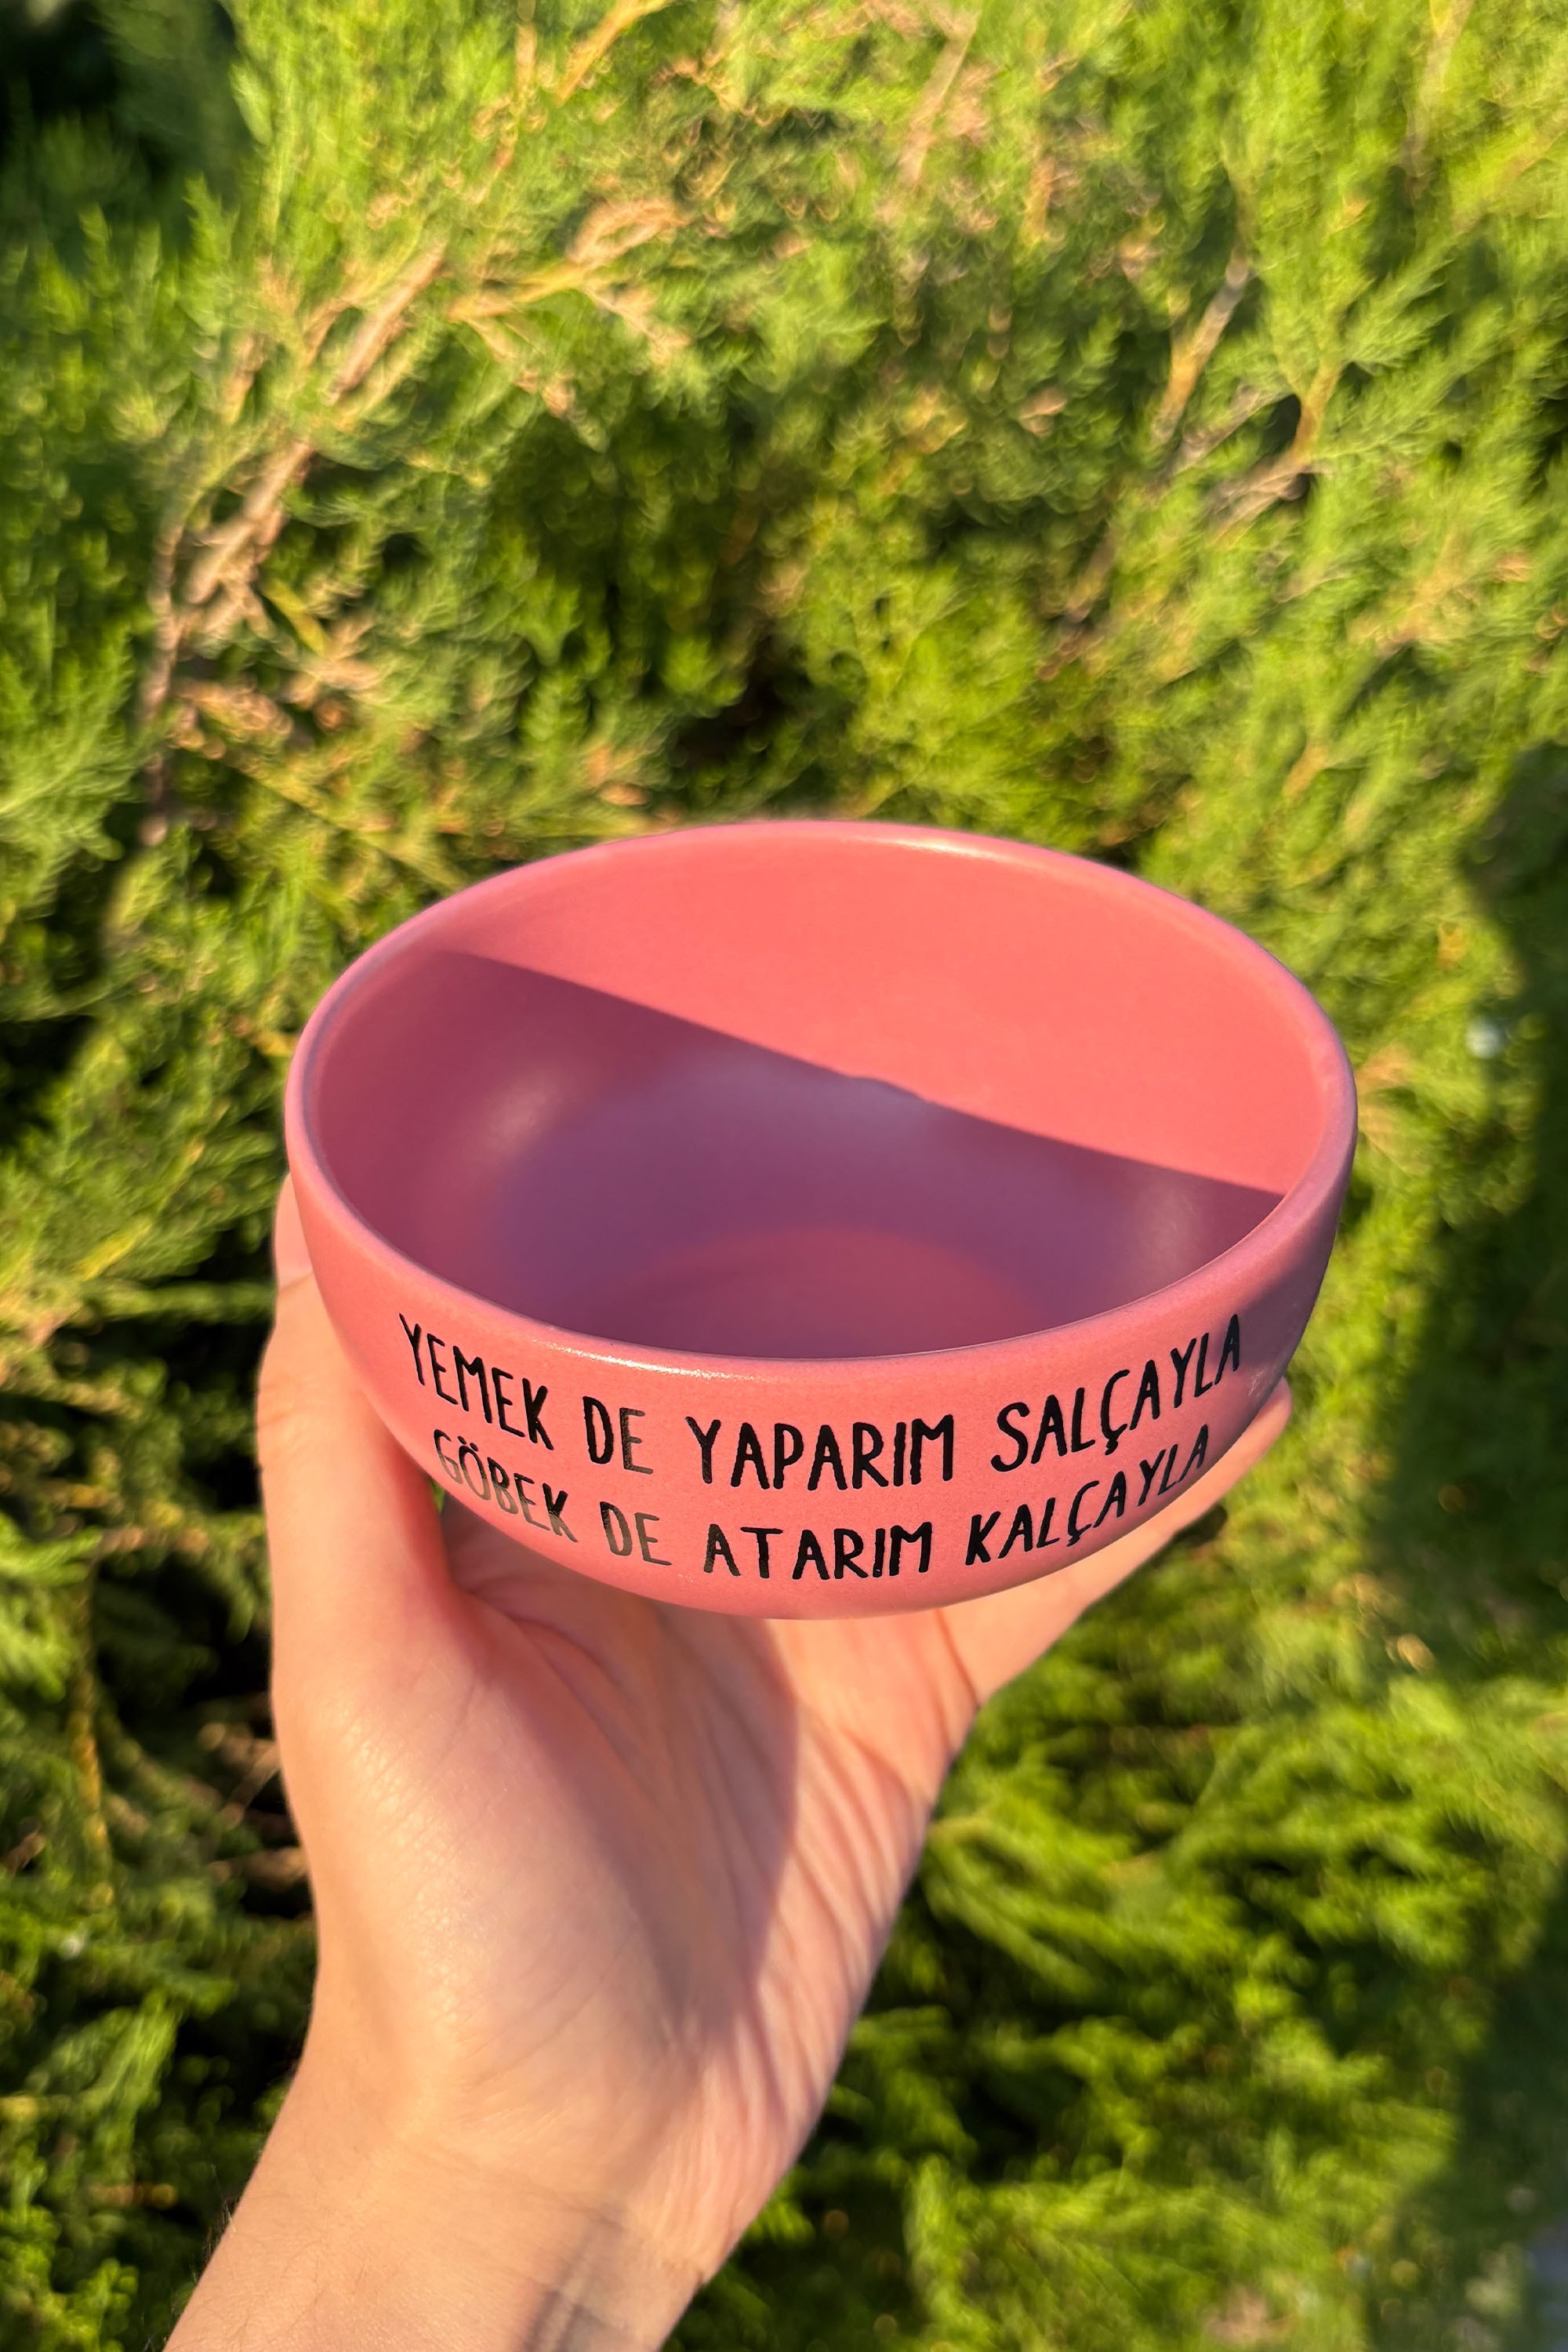 YEMEK DE YAPARIM SALÇAYLA
GÖBEK DE ATARIM KALÇAYLA